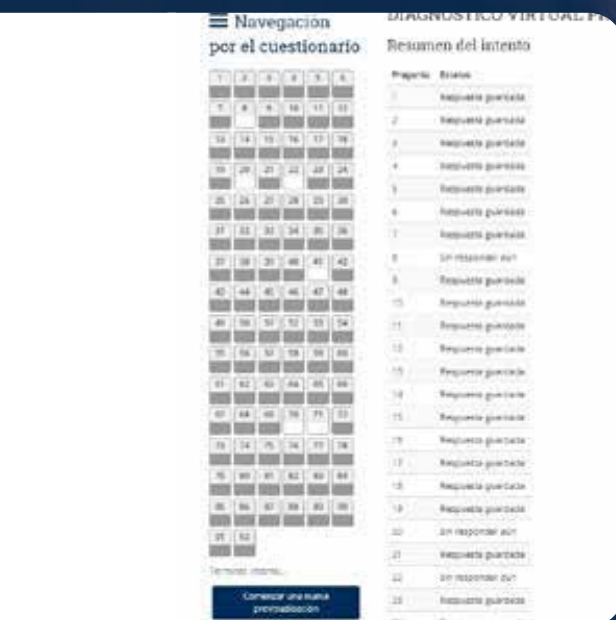 Navegación
por el cuestionario
1 2 3 4 5 6
7 8 9 10 11 12
13 14 15 16 17 18
19 20 21 22 23 24
25 26 27 28 29 30
31 32 33 34 35 36
37 38 39 40 41 42
43 44 45 46 47 48
49 50 51 52 53 54
55 56 57 58 59 60
61 62 63 64 65 66
67 68 69 70 71 72
73 74 75 76 77 78
79 80 81 82 83 84
85 86 87 88 89 90
91 92
Terminar intento...
Comenzar una nueva
previsualización
DIAGNÓSTICO VIRTUAL
Resumen del intento
Pregunta Estatus
1 Respuesta guardada
2 Respuesta guardada
3 Respuesta guardada
4 Respuesta guardada
5 Respuesta guardada
6 Respuesta guardada
7 Respuesta guardada
8 Sin responder aún
9 Respuesta guardada
10 Respuesta guardada
11 Respuesta guardada
12 Respuesta guardada
13 Respuesta guardada
14 Respuesta guardada
15 Respuesta guardada
16 Respuesta guardada
17 Respuesta guardada
18 Respuesta guardada
19 Respuesta guardada
20 Sin responder aún
21 Respuesta guardada
22 Sin responder aún
23 Respuesta guardada